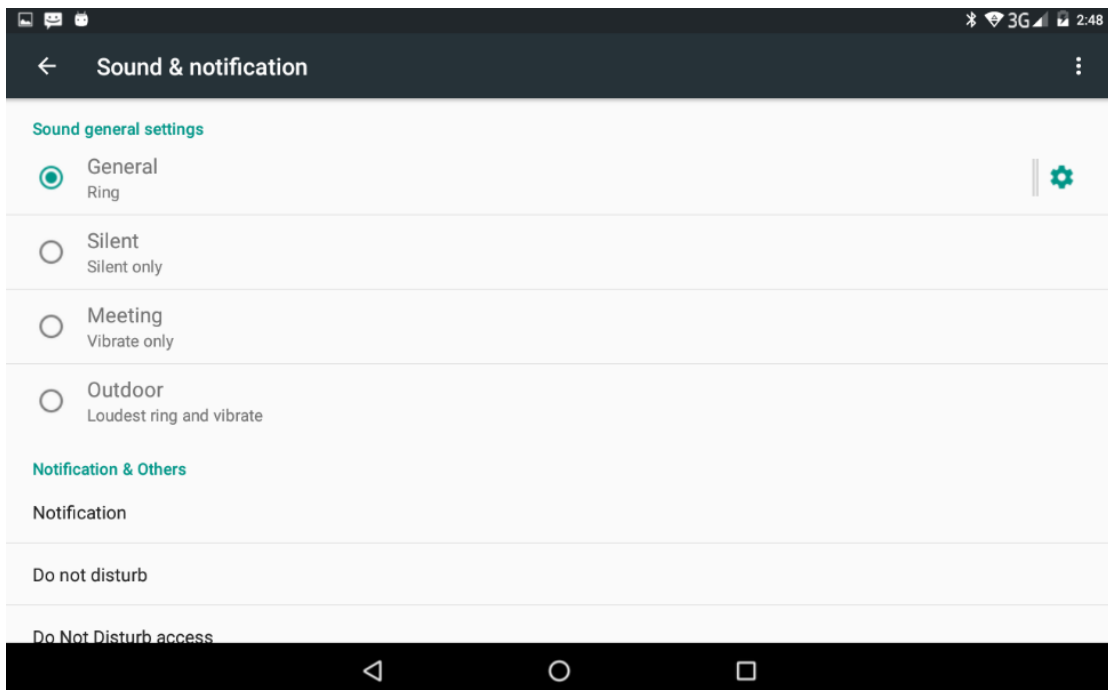 3G 2:48
Sound & notification
Sound general settings
General
Ring
Silent
Silent only
Meeting
Vibrate only
Outdoor
Loudest ring and vibrate
Notification & Others
Notification
Do not disturb
Do Not Disturb access